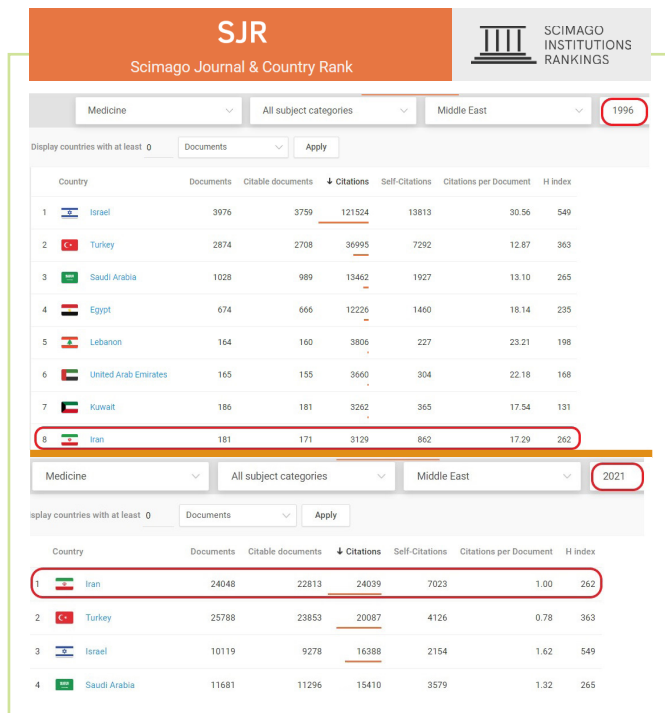 SJR
Scimago Journal & Country Rank
SCIMAGO
INSTITUTIONS
RANKINGS
Medicine All subject categories Middle East 1996
Display countries with at least 0 Documents Apply
Country Documents Citable documents ↓ Citations Self-Citations Citations per Document H index
1 Israel 3976 3759 121524 13813 30.56 549
2 Turkey 2874 2708 36995 7292 12.87 363
3 Saudi Arabia 1028 989 13462 1927 13.10 265
4 Egypt 674 666 12226 1460 18.14 235
5 Lebanon 164 160 3806 227 23.21 198
6 United Arab Emirates 165 155 3660 304 22.18 168
7 Kuwait 186 181 3262 365 17.54 131
8 Iran 181 171 3129 862 17.29 262
Medicine All subject categories Middle East 2021
splay countries with at least 0 Documents Apply
Country Documents Citable documents ↓ Citations Self-Citations Citations per Document H index
1 Iran 24048 22813 24039 7023 1.00 262
2 Turkey 25788 23853 20087 4126 0.78 363
3 Israel 10119 9278 16388 2154 1.62 549
4 Saudi Arabia 11681 11296 15410 3579 1.32 265